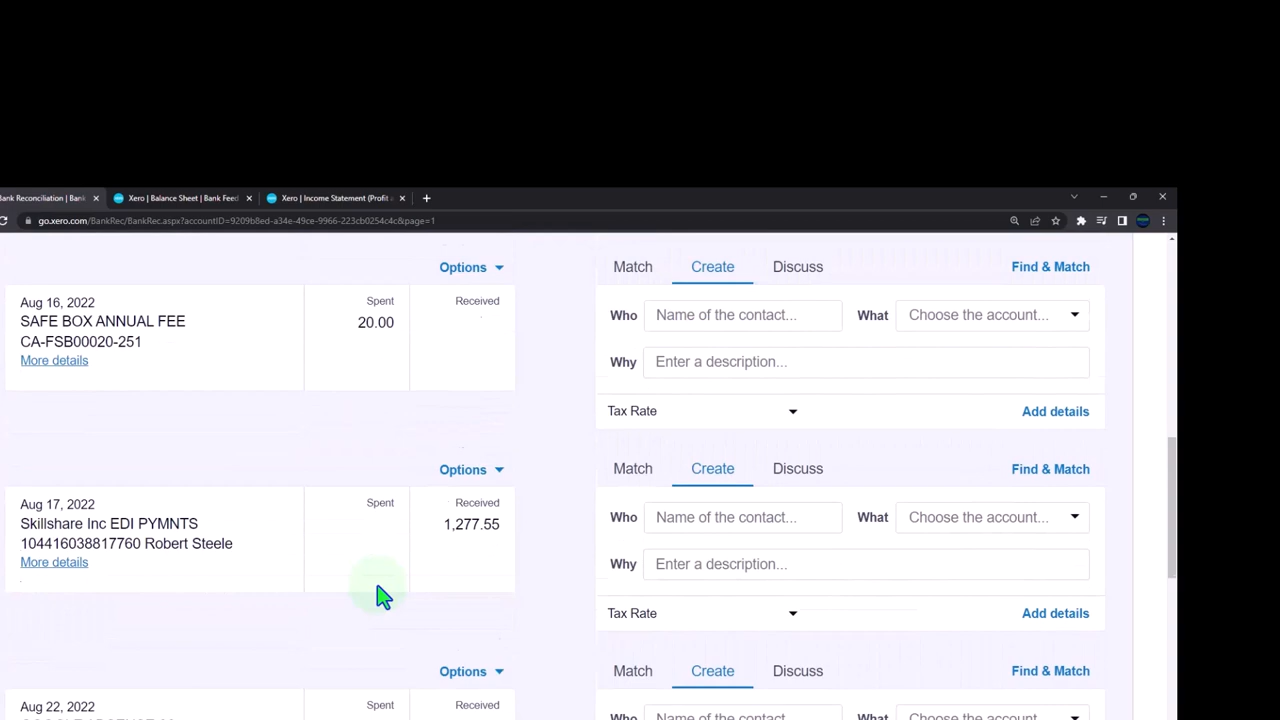 Bank Reconciliation | Bank
Xero | Balance Sheet | Bank Feed
Xero | Income Statement (Profit
go.xero.com/BankRec/BankRec.aspx?accountID=9209b8ed-a34e-49ce-9966-223cb0254c4c&page=1
Options
Match Create Discuss Find & Match
Aug 16, 2022
SAFE BOX ANNUAL FEE
CA-FSB00020-251
More details
Spent
20.00
Received
Who Name of the contact... What Choose the account...
Why Enter a description...
Tax Rate Add details
Options
Match Create Discuss Find & Match
Aug 17, 2022
Skillshare Inc EDI PYMNTS
104416038817760 Robert Steele
More details
Spent
Received
1,277.55
Who Name of the contact... What Choose the account...
Why Enter a description...
Tax Rate Add details
Options
Match Create Discuss Find & Match
Aug 22, 2022
Spent
Received
Who Name of the contact... What Choose the account...